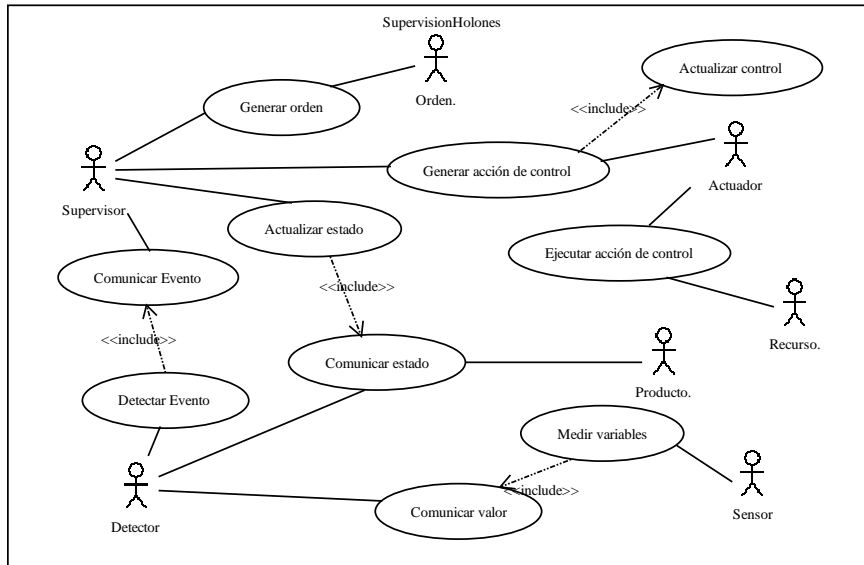 SupervisionHolones
Actualizar control
Generar orden
Orden.
<<include>>
Generar acción de control
Actuador
Supervisor
Actualizar estado
Ejecutar acción de control
Comunicar Evento
<<include>>
<<include>>
Comunicar estado
Recurso.
Detectar Evento
Producto.
Medir variables
<<include>>
Comunicar valor
Sensor
Detector